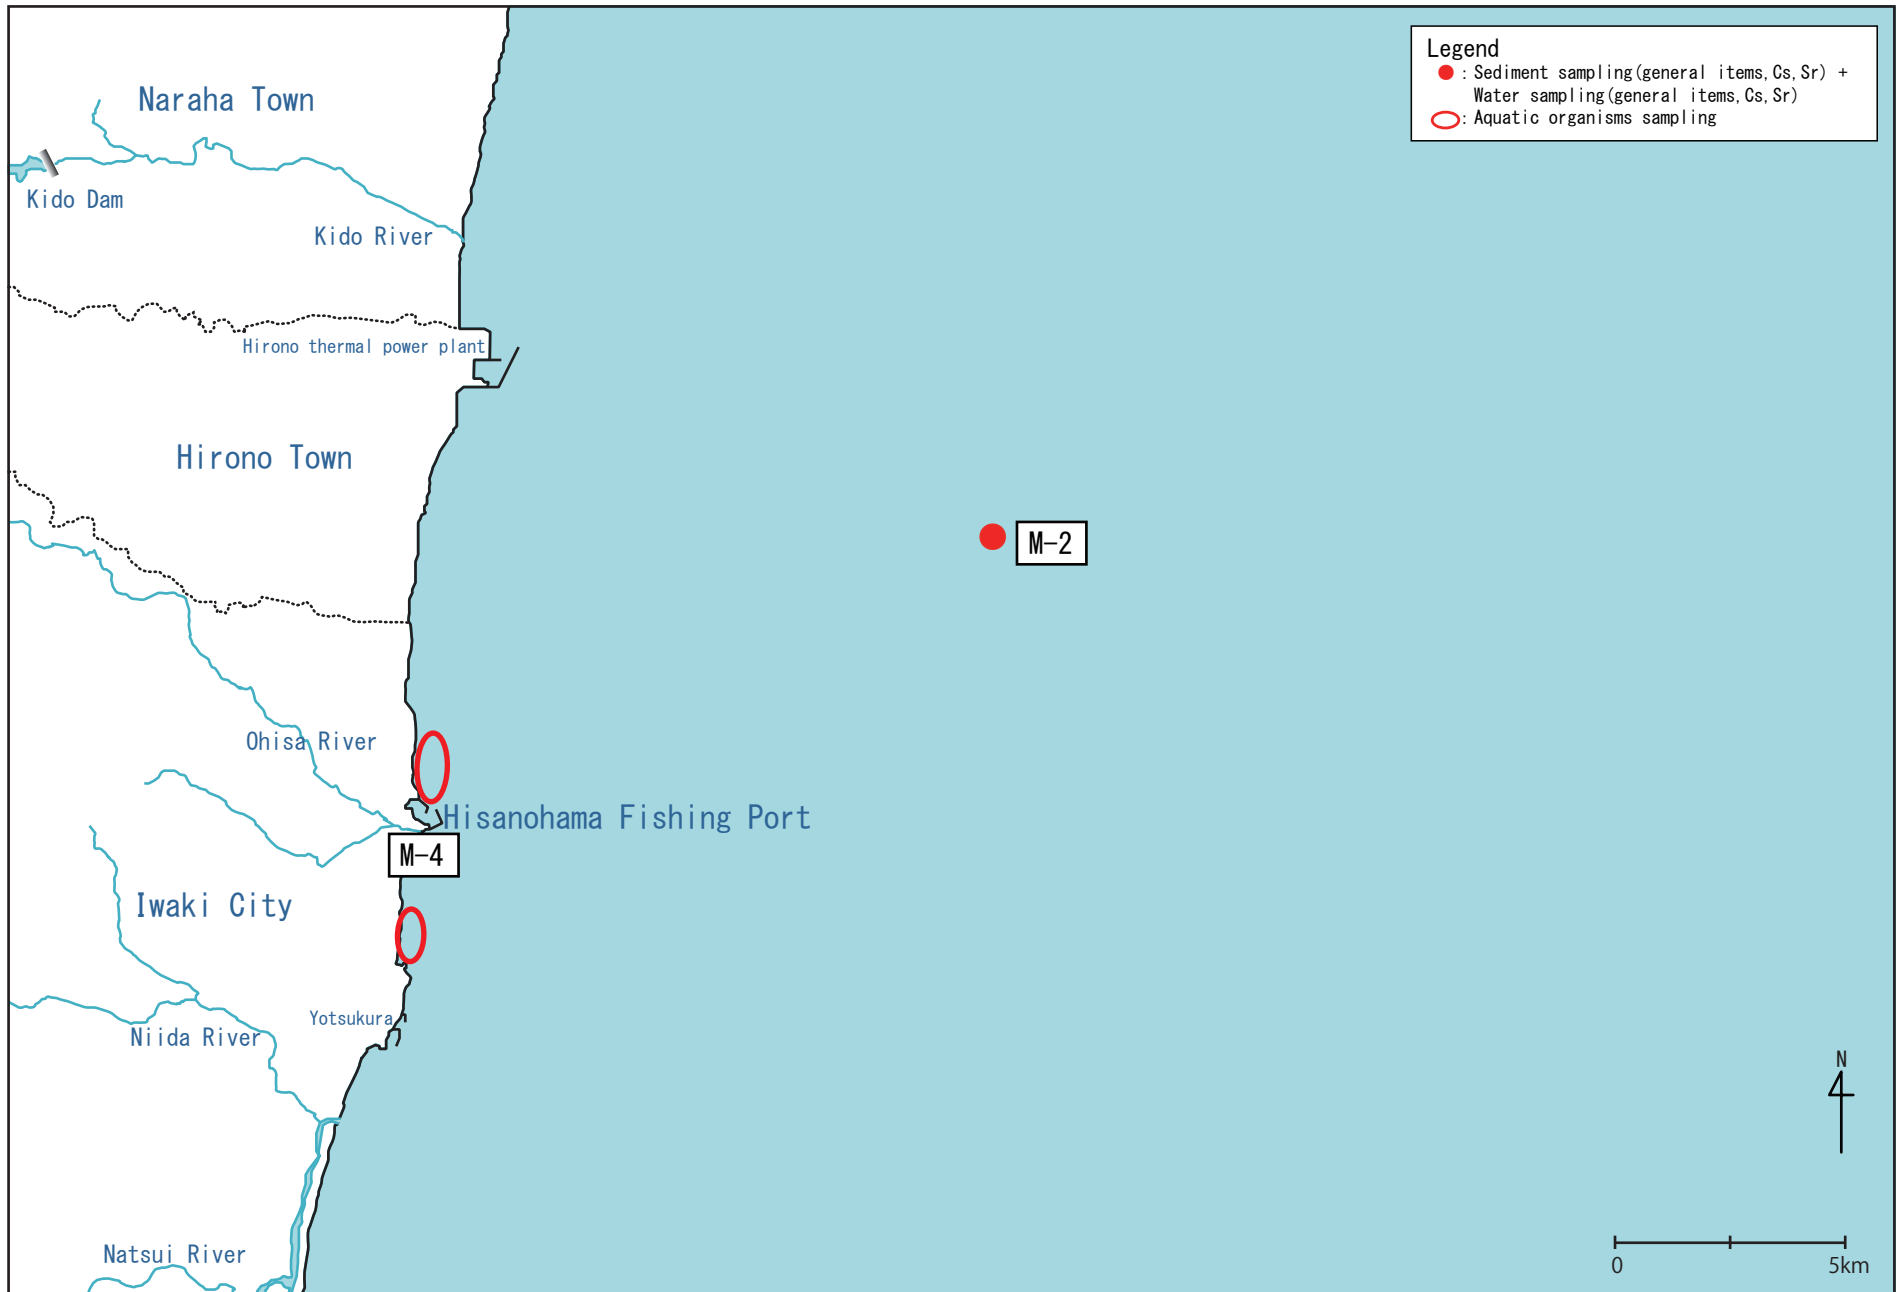 Legend
: Sediment sampling(general items,Cs,Sr) +
Water sampling(general items,Cs,Sr)
: Aquatic organisms sampling
Naraha Town
Kido Dam
Kido River
Hirono thermal power plant
Hirono Town
M-2
Ohisa River
Hisanohama Fishing Port
M-4
Iwaki City
Yotsukura
Niida River
N
Natsui River
0 5km